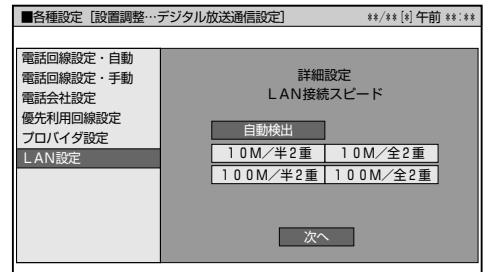 ■各種設定［設置調整…デジタル放送通信設定］ **/**[*]午前 **:**
電話回線設定・自動
電話回線設定・手動
電話会社設定
優先利用回線設定
プロバイダ設定
ＬＡＮ設定
詳細
設定
ＬＡＮ接続スピード
自動検出
１０Ｍ／半2重 １０Ｍ／全2重
１００Ｍ／半2重 １００Ｍ／全2重
次へ